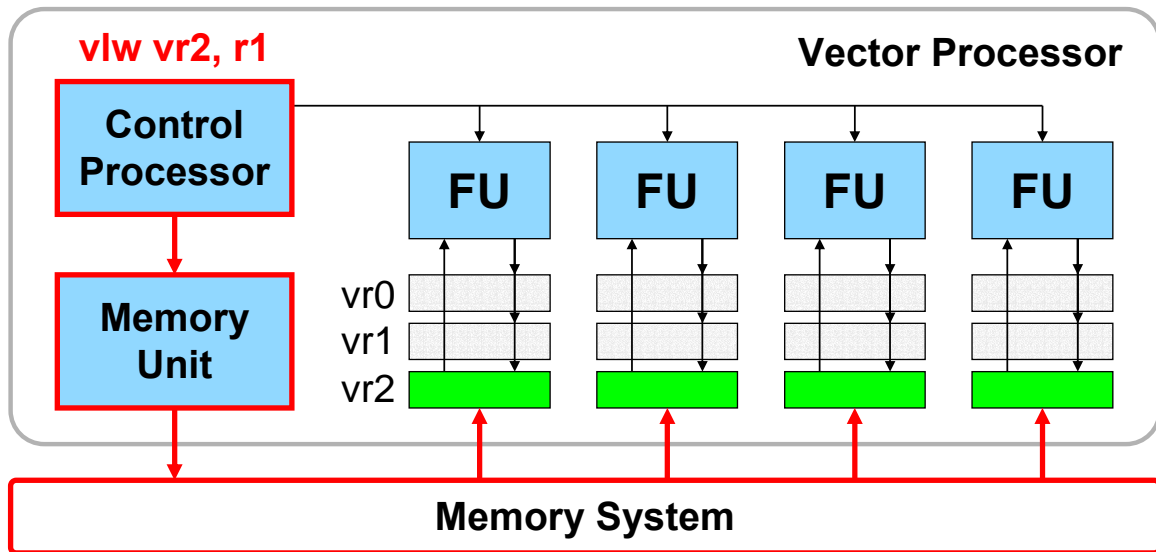 vlw vr2, r1
Vector Processor
Control
Processor
FU
FU
FU
FU
Memory
Unit
vr0
vr1
vr2
Memory System